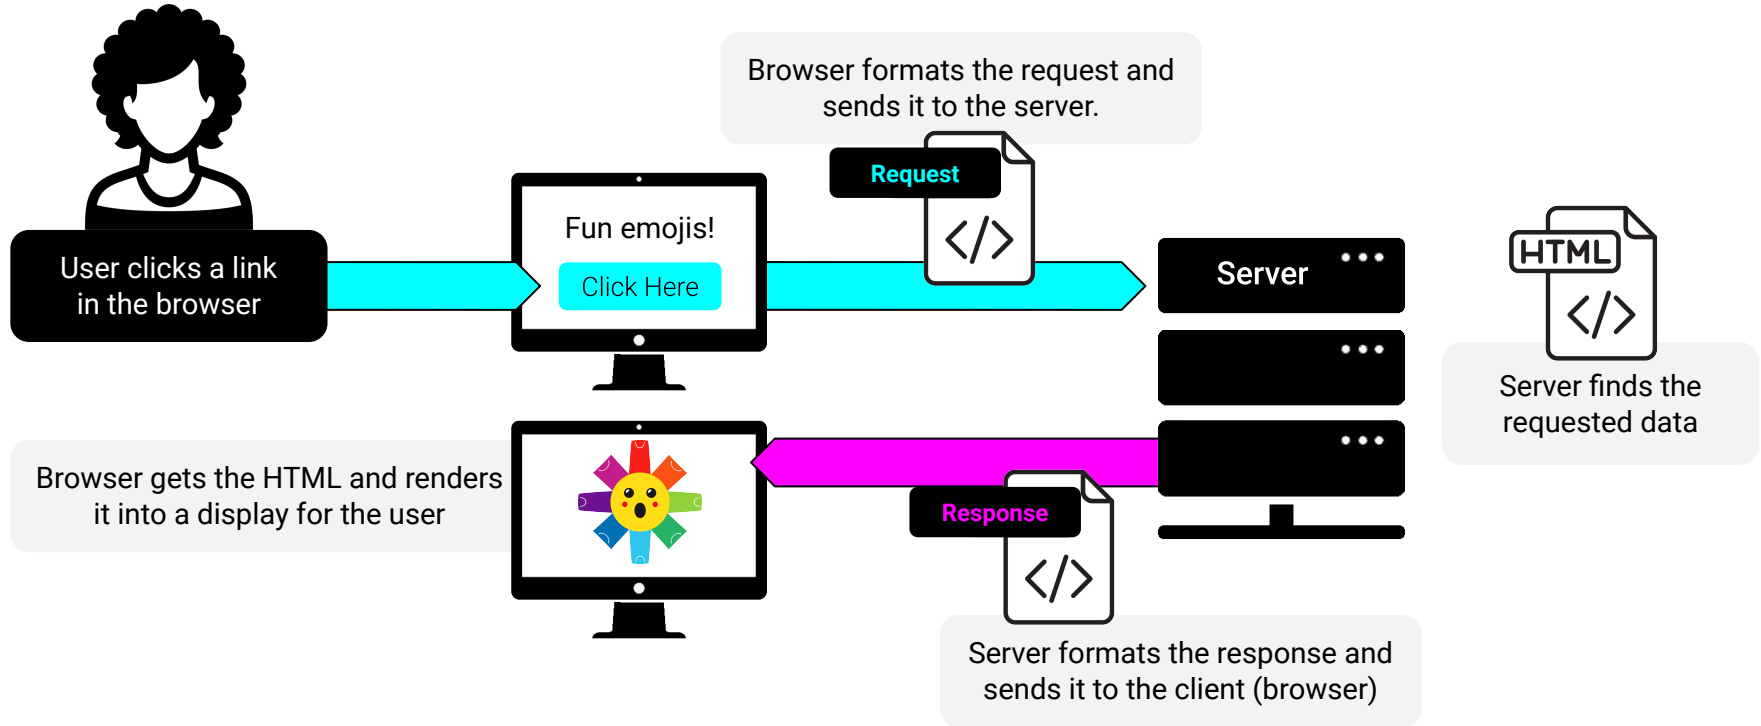 User clicks a link
in the browser
Fun emojis!
Click Here
Browser formats the request and
sends it to the server.
Request
</>
Server
HTML
</>
Server finds the
requested data
Response
</>
Server formats the response and
sends it to the client (browser)
Browser gets the HTML and renders
it into a display for the user